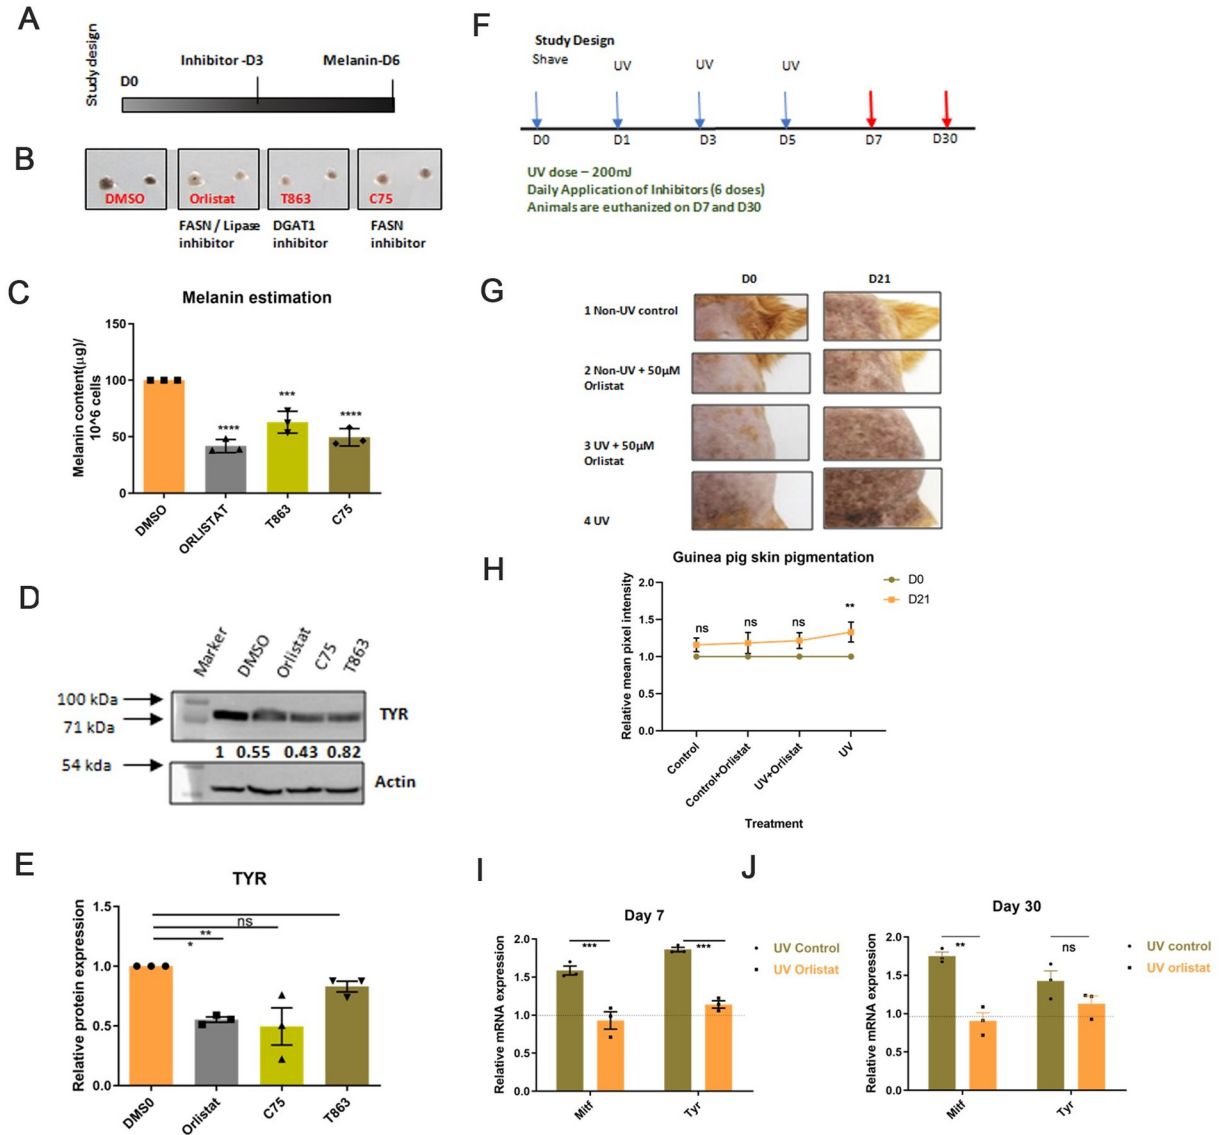 A
Study design
D0
Inhibitor -D3
Melanin-D6
B
DMSO
Orlistat
T863
C75
FASN / Lipase
inhibitor
DGAT1
inhibitor
FASN
inhibitor
C
Melanin estimation
Melanin content(µg)/
10^6 cells
150
100
50
0
****
***
****
DMSO
ORLISTAT
T863
C75
D
Marker
DMSO
Orlistat
C75
T863
100 kDa
71 kDa
TYR
1 0.55 0.43 0.82
54 kda
Actin
E
TYR
Relative protein expression
1.5
1.0
0.5
0.0
ns
**
*
DMS0
Orlistat
C75
T863
F
Study Design
Shave
UV
UV
UV
D0
D1
D3
D5
D7
D30
UV dose – 200mJ
Daily Application of Inhibitors (6 doses)
Animals are euthanized on D7 and D30
G
D0
D21
1 Non-UV control
2 Non-UV + 50µM
Orlistat
3 UV + 50µM
Orlistat
4 UV
H
Guinea pig skin pigmentation
Relative mean pixel intensity
2.0
1.5
1.0
0.5
0.0
ns
ns
ns
**
D0
D21
Control
Control+Orlistat
UV+Orlistat
UV
Treatment
I
Day 7
Relative mRNA expression
2.0
1.5
1.0
0.5
0.0
***
***
UV Control
UV Orlistat
Mitf
Tyr
J
Day 30
Relative mRNA expression
2.0
1.5
1.0
0.5
0.0
**
ns
UV control
UV orlistat
Mitf
Tyr